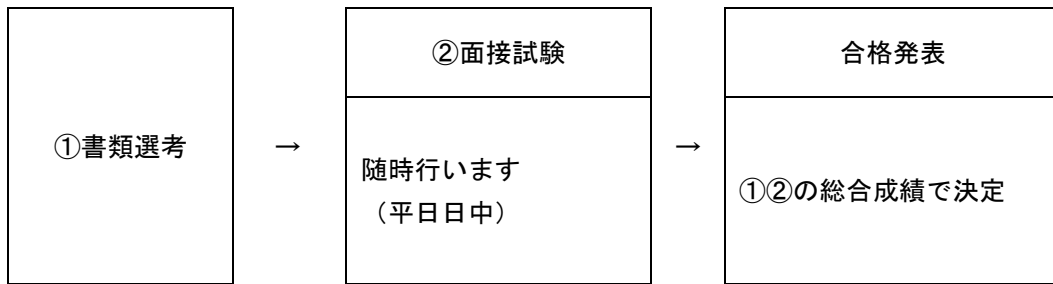 ①書類選考
→
②面接試験
随時行います
（平日日中）
→
合格発表
①②の総合成績で決定